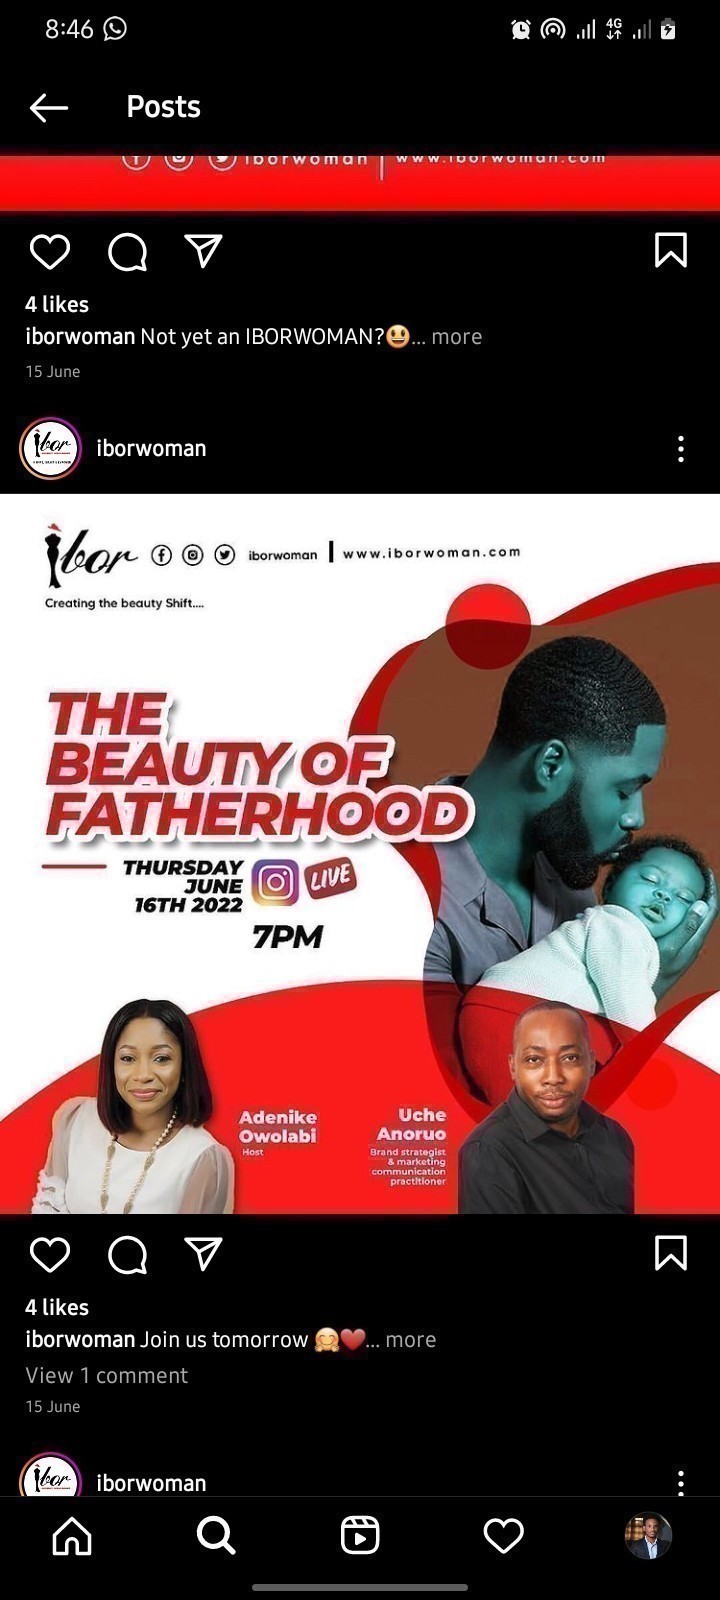 8:46
4G
Posts
iborwoman | www.iborwoman.com
4 likes
iborwoman Not yet an IBORWOMAN?😃... more
15 June
ibor
iborwoman
ibor
iborwoman | www.iborwoman.com
Creating the beauty Shift....
THE
BEAUTY OF
FATHERHOOD
THURSDAY
JUNE
16TH 2022
LIVE
7PM
Adenike
Owolabi
Host
Uche
Anoruo
Brand strategist
& marketing
communication
practitioner
4 likes
iborwoman Join us tomorrow 🤗❤️... more
View 1 comment
15 June
ibor
iborwoman